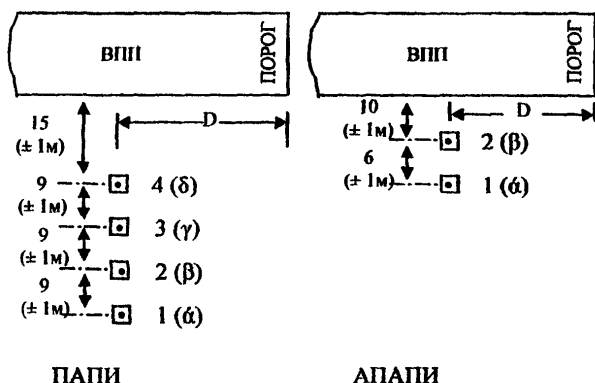 ВПП
ПОРОГ
15
(± 1м)
D
9
(± 1м)
4 (δ)
9
(± 1м)
3 (γ)
2 (β)
9
(± 1м)
1 (ά)
ПАПИ
ВПП
ПОРОГ
10
(± 1м)
D
2 (β)
6
(± 1м)
1 (ά)
АПАПИ